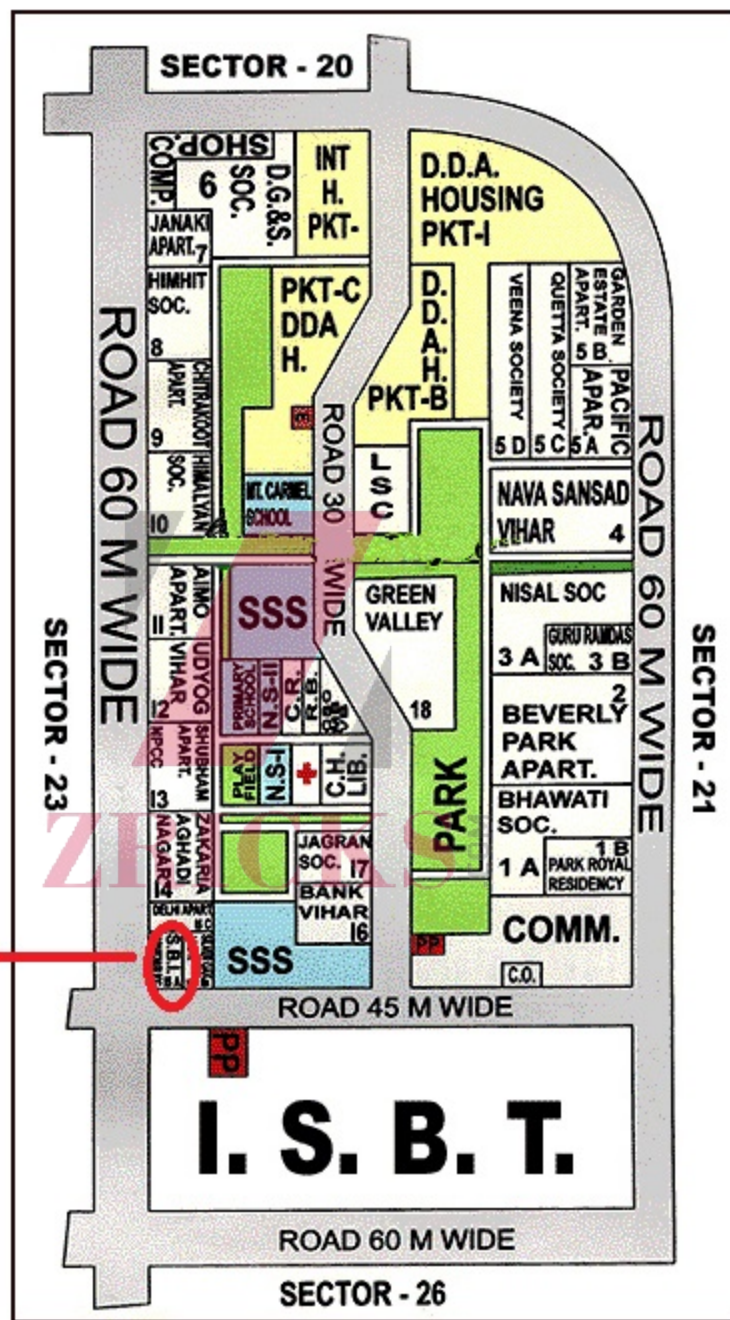 SECTOR - 20
SHOP.
COMP.
6
SOC.
D.G.&S.
INT
H.
PKT-
D.D.A.
HOUSING
PKT-I
JANAKI
APART. 7
HIMHIT
SOC.
8
PKT-C
DDA
H.
D.
D.
A.
H.
PKT-B
VEENA SOCIETY
5 D
QUETTA SOCIETY
5 C
GARDEN
ESTATE
APART.
5 B
PACIFIC
APAR.
5 A
CHITRAKOOT
APART.
9
HIMALYAN
SOC.
10
ROAD 60 M WIDE
ROAD 30
WIDE
ROAD 60 M WIDE
L
S
C
MT. CARMEL
SCHOOL
NAVA SANSAD
VIHAR 4
AIMO
APART.
11
SSS
GREEN
VALLEY
18
NISAL SOC
3 A
GURU RAMDAS
SOC. 3 B
UDYOG
VIHAR
12
PRIMARY
SCHOOL
N.S-II
C.R.
R.B.
2
BEVERLY
PARK
APART.
SECTOR - 23
SECTOR - 21
SHUBHAM
APART.
NPCC
13
PLAY
FIELD
N.S-I
C.H.
LIB.
PARK
BHAWATI
SOC.
1 A
1 B
PARK ROYAL
RESIDENCY
ZAKARIA
AGHADI
NAGAR
14
ZRICKS
JAGRAN
SOC. 17
BANK
VIHAR
16
DELHI APART
S.B.I.
SSS
PP
COMM.
C.O.
ROAD 45 M WIDE
PP
I. S. B. T.
ROAD 60 M WIDE
SECTOR - 26